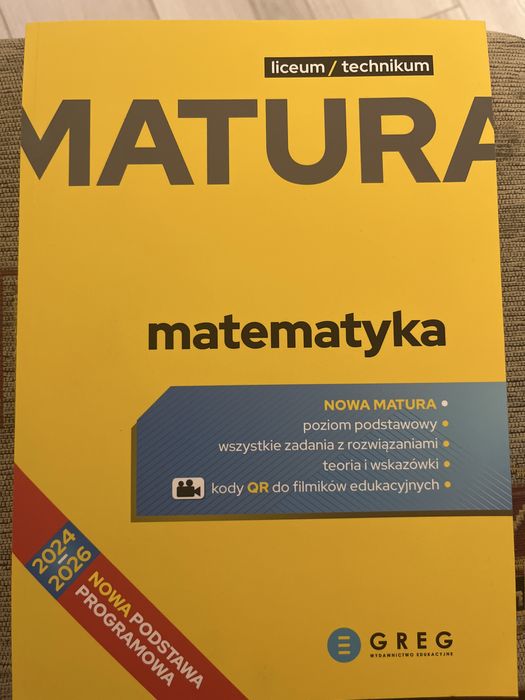 liceum / technikum
MATURA
matematyka
NOWA MATURA
poziom podstawowy
wszystkie zadania z rozwiązaniami
teoria i wskazówki
kody QR do filmików edukacyjnych
2024–
2026
NOWA PODSTAWA
PROGRAMOWA
GREG
WYDAWNICTWO EDUKACYJNE